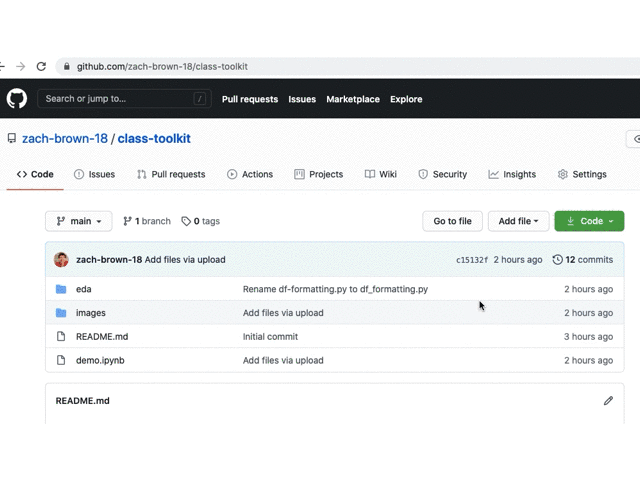 github.com/zach-brown-18/class-toolkit
Search or jump to... / Pull requests Issues Marketplace Explore
zach-brown-18 / class-toolkit
<> Code Issues Pull requests Actions Projects Wiki Security Insights Settings
main 1 branch 0 tags Go to file Add file Code
zach-brown-18 Add files via upload c15132f 2 hours ago 12 commits
eda Rename df-formatting.py to df_formatting.py 2 hours ago
images Add files via upload 2 hours ago
README.md Initial commit 3 hours ago
demo.ipynb Add files via upload 2 hours ago
README.md